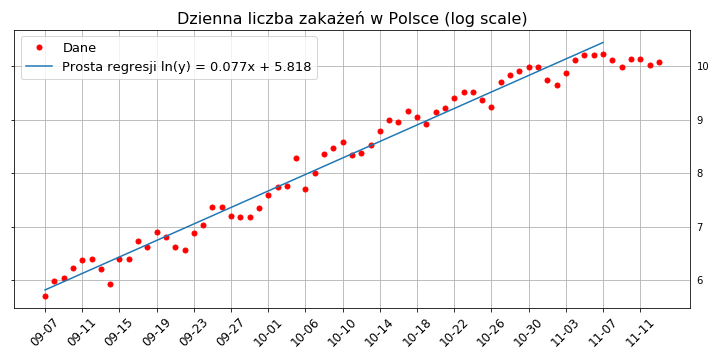 Dzienna liczba zakażeń w Polsce (log scale)
Dane
Prosta regresji ln(y) = 0.077x + 5.818
10
9
8
7
6
09-07 09-11 09-15 09-19 09-23 09-27 10-01 10-06 10-10 10-14 10-18 10-22 10-26 10-30 11-03 11-07 11-11